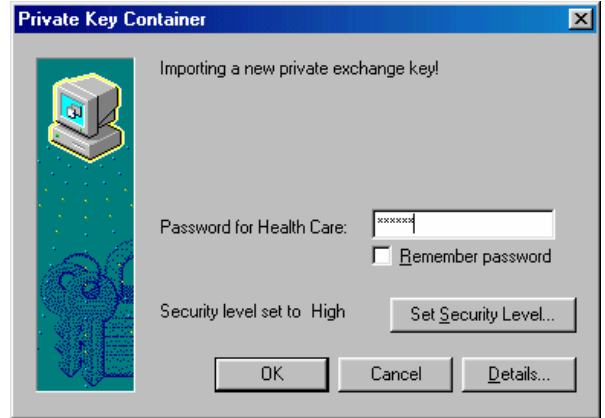 Private Key Container
Importing a new private exchange key!
Password for Health Care: ××××××
Remember password
Security level set to High Set Security Level...
OK Cancel Details...